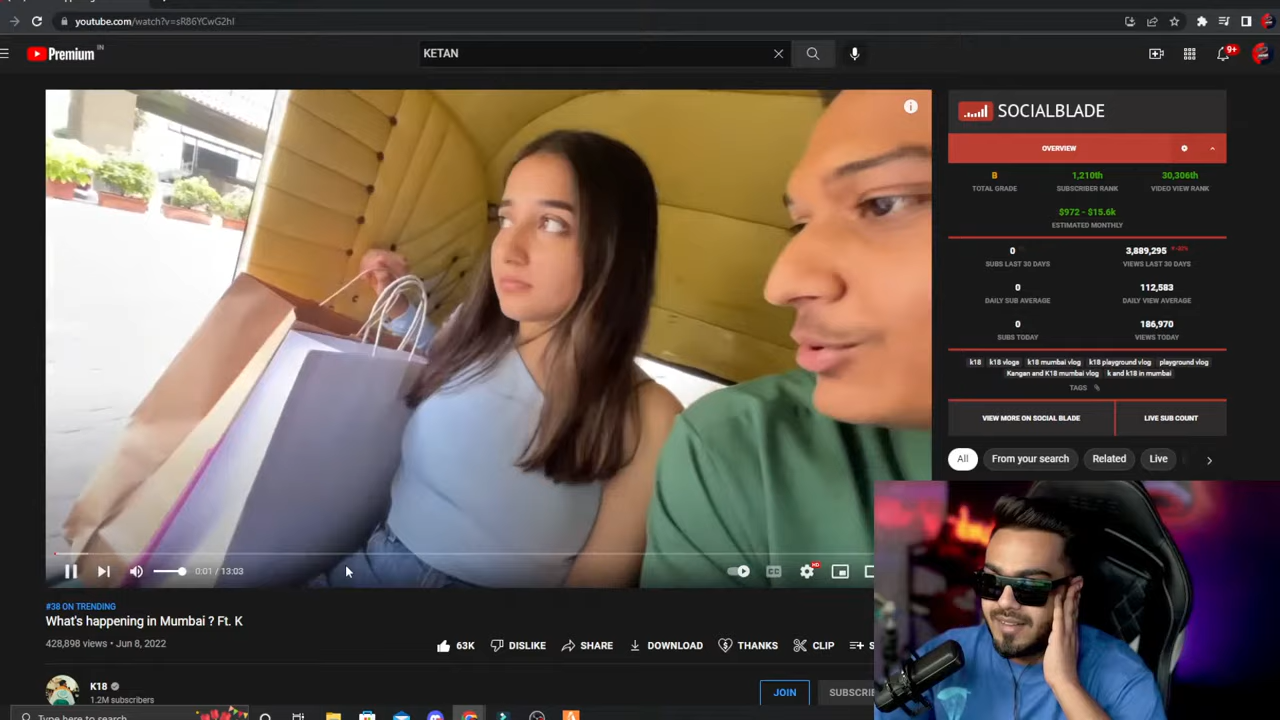 youtube.com/watch?v=sR86YCwG2hI
Premium IN
KETAN
9+
SOCIALBLADE
OVERVIEW
B 1,210th 30,306th
TOTAL GRADE SUBSCRIBER RANK VIDEO VIEW RANK
$972 - $15.6k
ESTIMATED MONTHLY
0 3,889,295
SUBS LAST 30 DAYS VIEWS LAST 30 DAYS
0 112,583
DAILY SUB AVERAGE DAILY VIEW AVERAGE
0 186,970
SUBS TODAY VIEWS TODAY
k18 k18 vloga k18 mumbai vlog k18 playground vlog playground vlog
Kangan and K18 mumbai vlog k and k18 in mumbai
TAGS
VIEW MORE ON SOCIAL BLADE LIVE SUB COUNT
All From your search Related Live
0:01 / 13:03 CC HD
#38 ON TRENDING
What's happening in Mumbai ? Ft. K
428,898 views • Jun 8, 2022
63K DISLIKE SHARE DOWNLOAD THANKS CLIP S
K18
1.2M subscribers
JOIN SUBSCRIBE
Type here to search